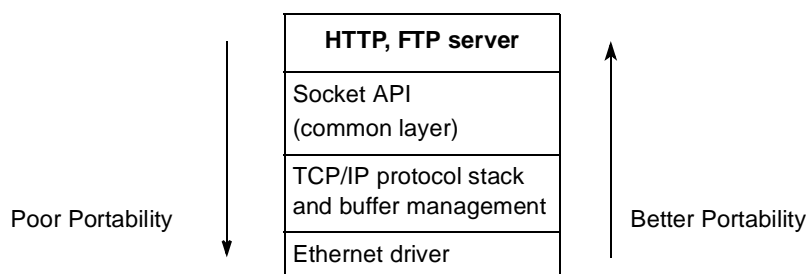 HTTP, FTP server
Socket API
(common layer)
TCP/IP protocol stack
and buffer management
Ethernet driver
Poor Portability
Better Portability